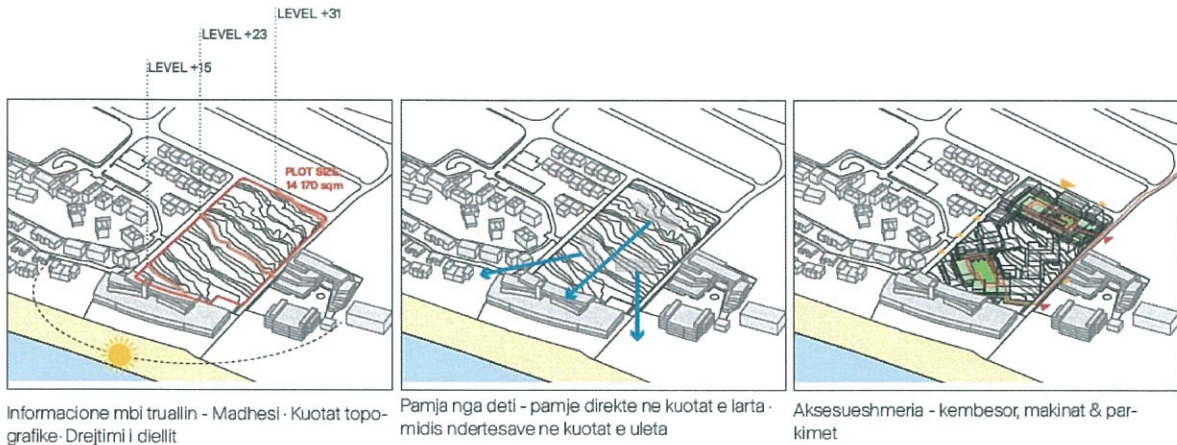 LEVEL +31
LEVEL +23
LEVEL +15
PLOT SIZE:
14 170 sqm
Informacione mbi truallin - Madhesi · Kuotat topo-
grafike · Drejtimi i diellit
Pamja nga deti - pamje direkte ne kuotat e larta ·
midis ndertesave ne kuotat e uleta
Aksesueshmeria - kembesor, makinat & par-
kimet